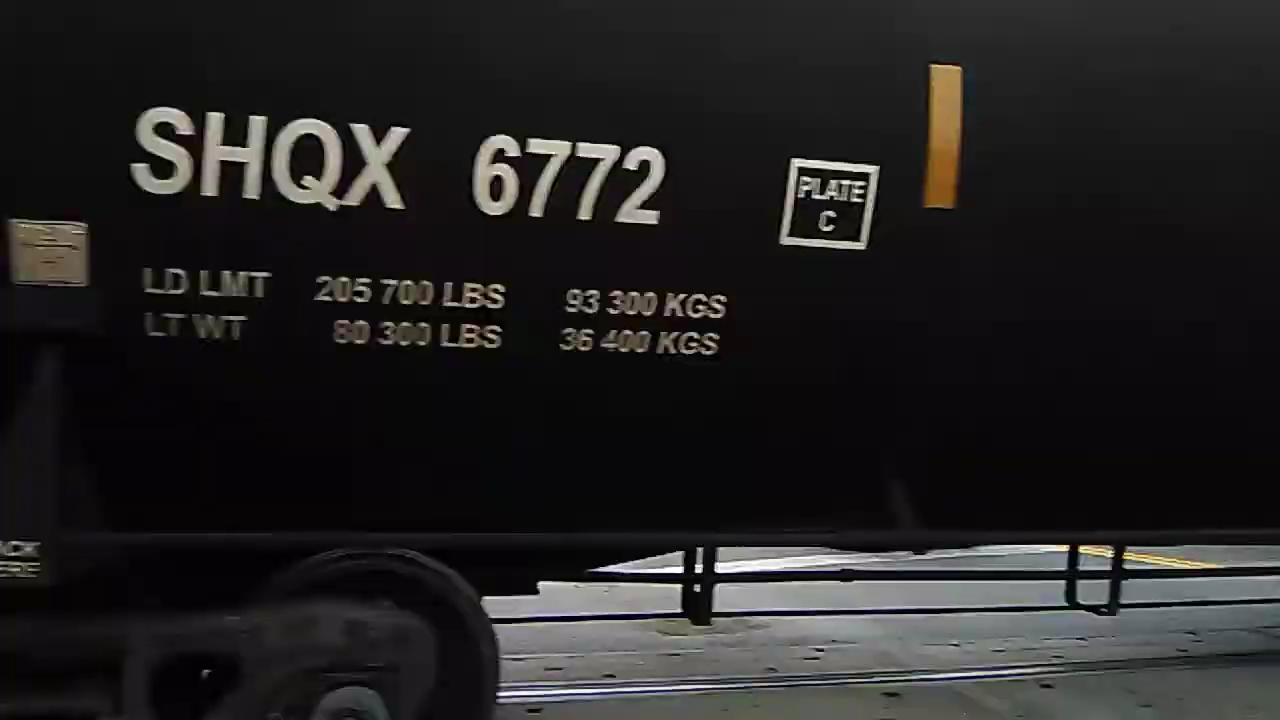 SHQX 6772
PLATE
C
LD LMT 205 700 LBS 93 300 KGS
LT WT 80 300 LBS 36 400 KGS